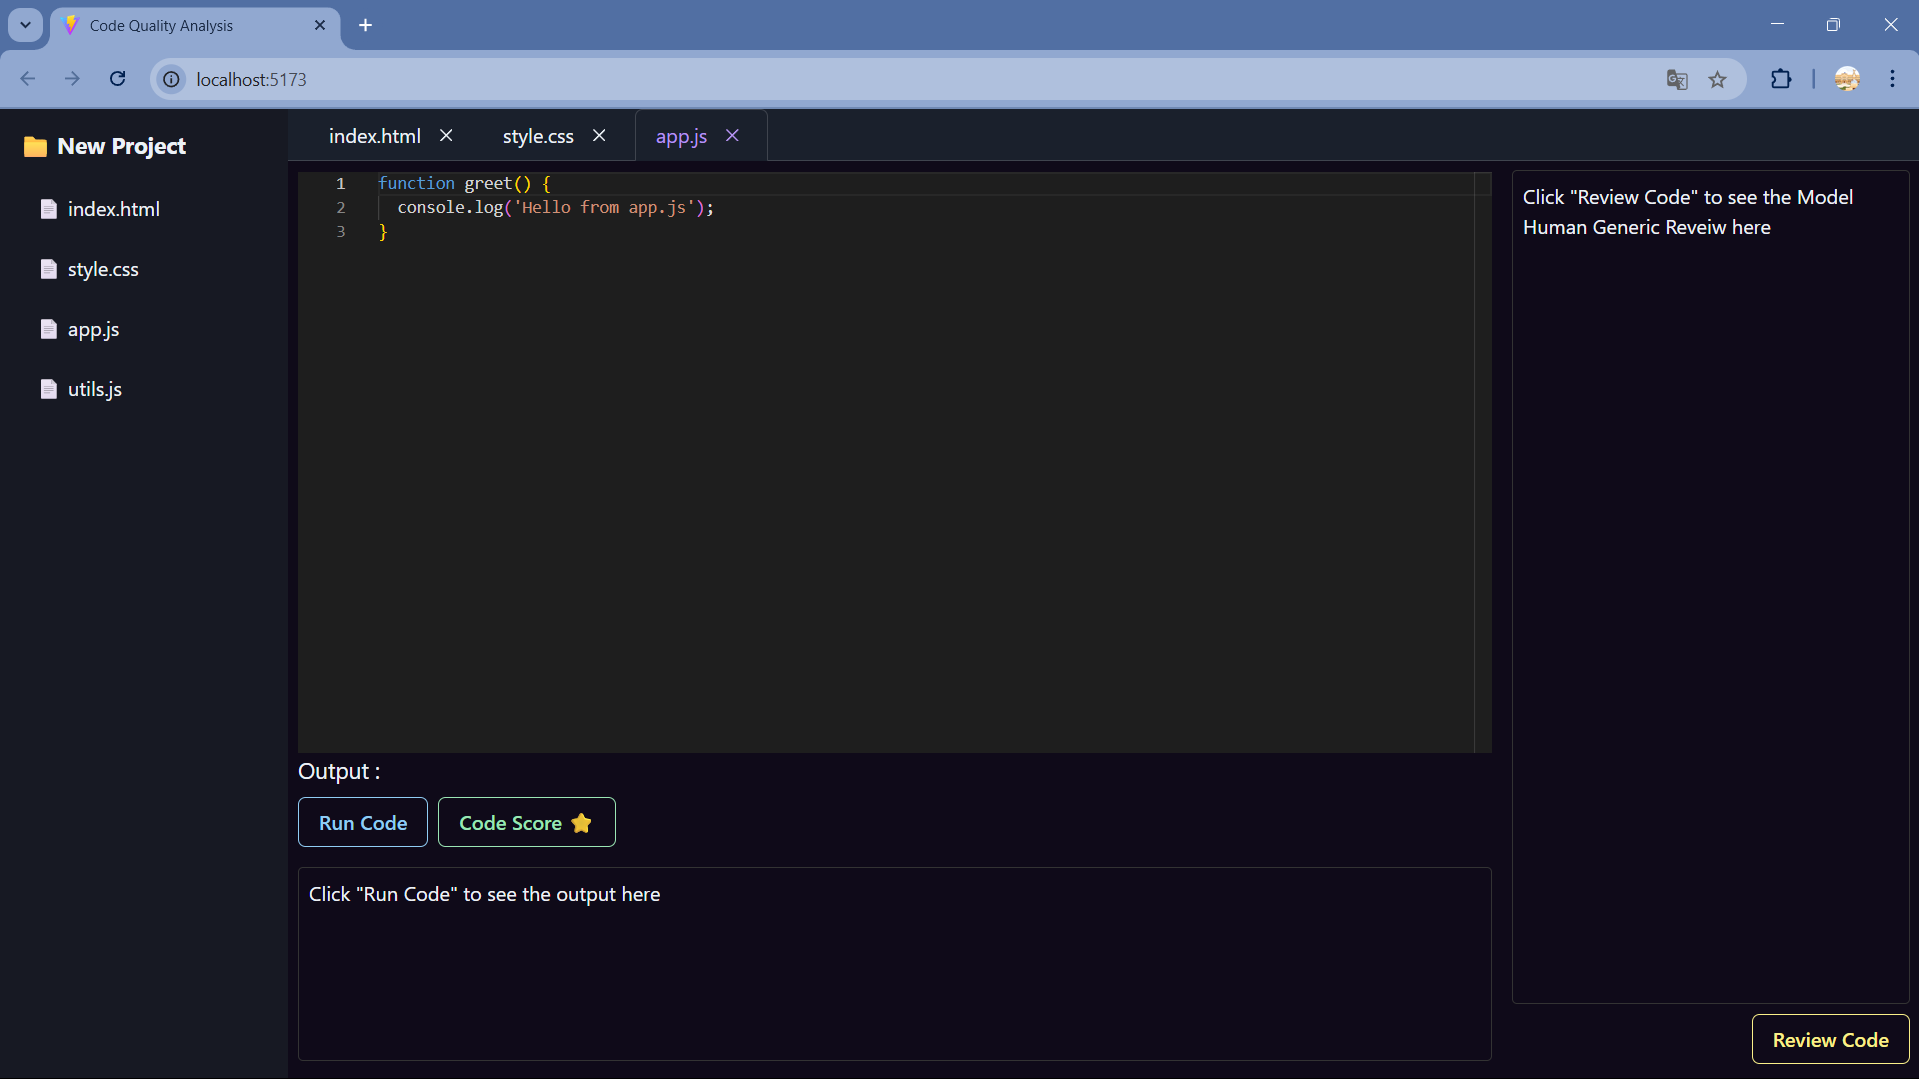 Code Quality Analysis
localhost:5173
New Project
index.html
style.css
app.js
utils.js
index.html
style.css
app.js
1 function greet() {
2 console.log('Hello from app.js');
3 }
Output :
Run Code
Code Score
Click "Run Code" to see the output here
Click "Review Code" to see the Model
Human Generic Reveiw here
Review Code